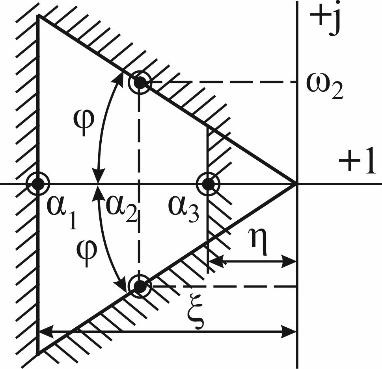 +j
φ
ω₂
+1
α₁ α₂ α₃
φ
η
ξ